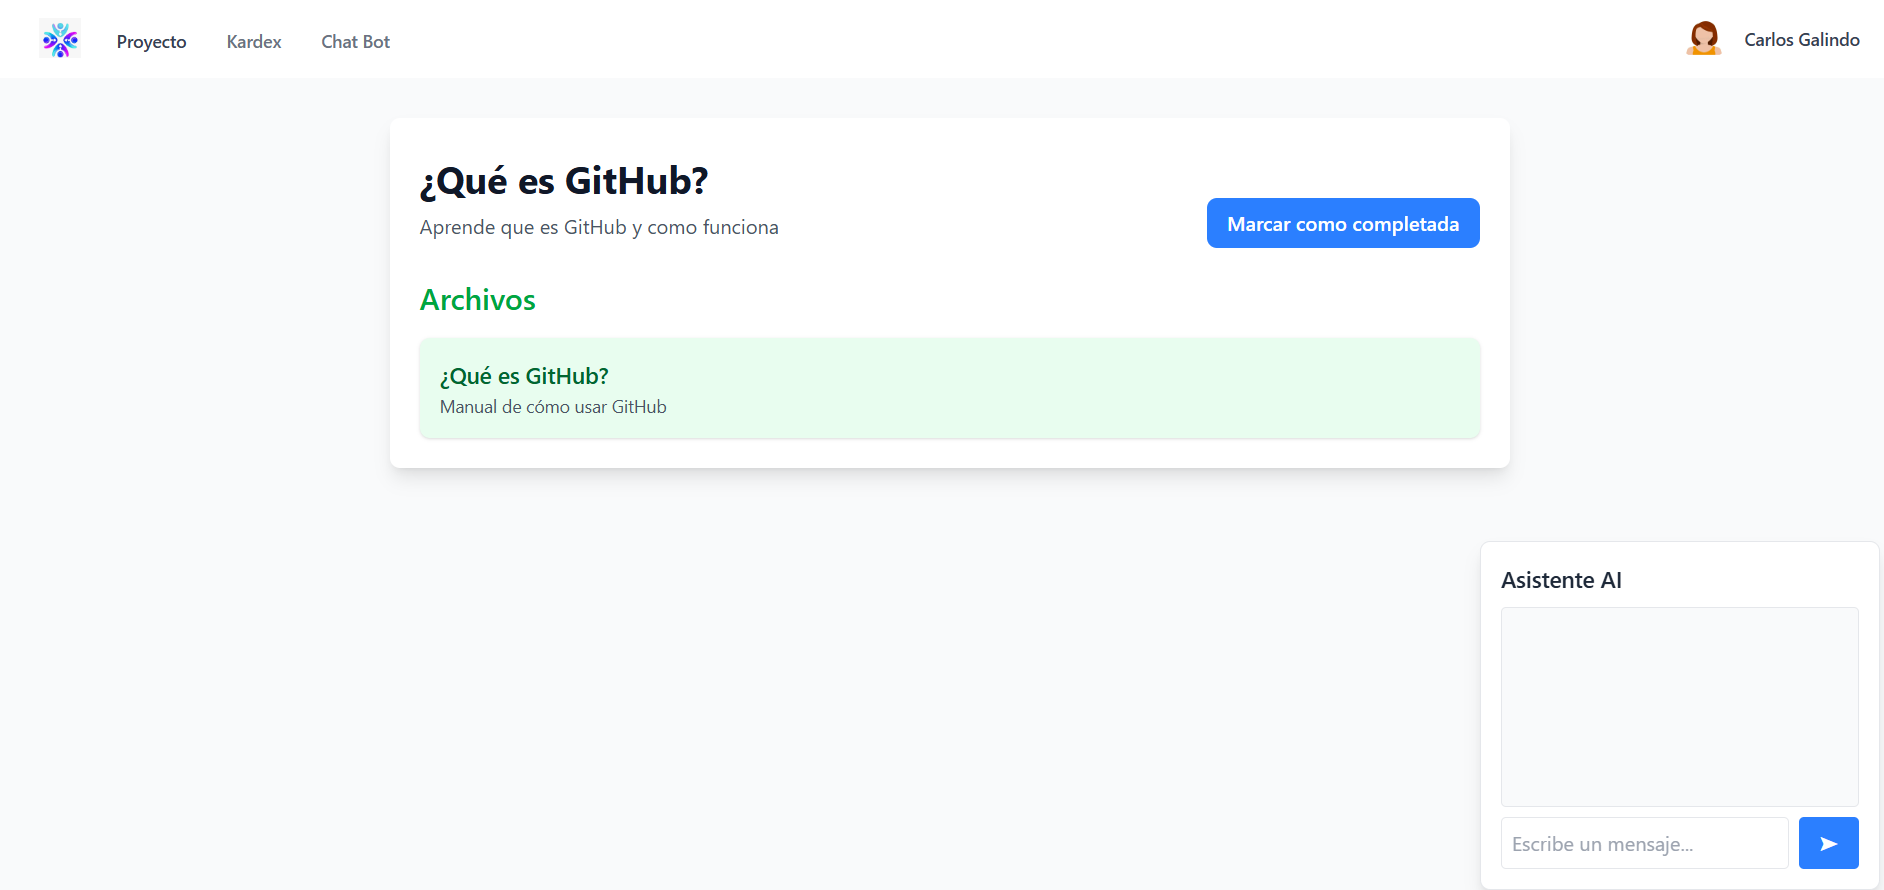 Proyecto
Kardex
Chat Bot
Carlos Galindo
¿Qué es GitHub?
Aprende que es GitHub y como funciona
Marcar como completada
Archivos
¿Qué es GitHub?
Manual de cómo usar GitHub
Asistente AI
Escribe un mensaje...